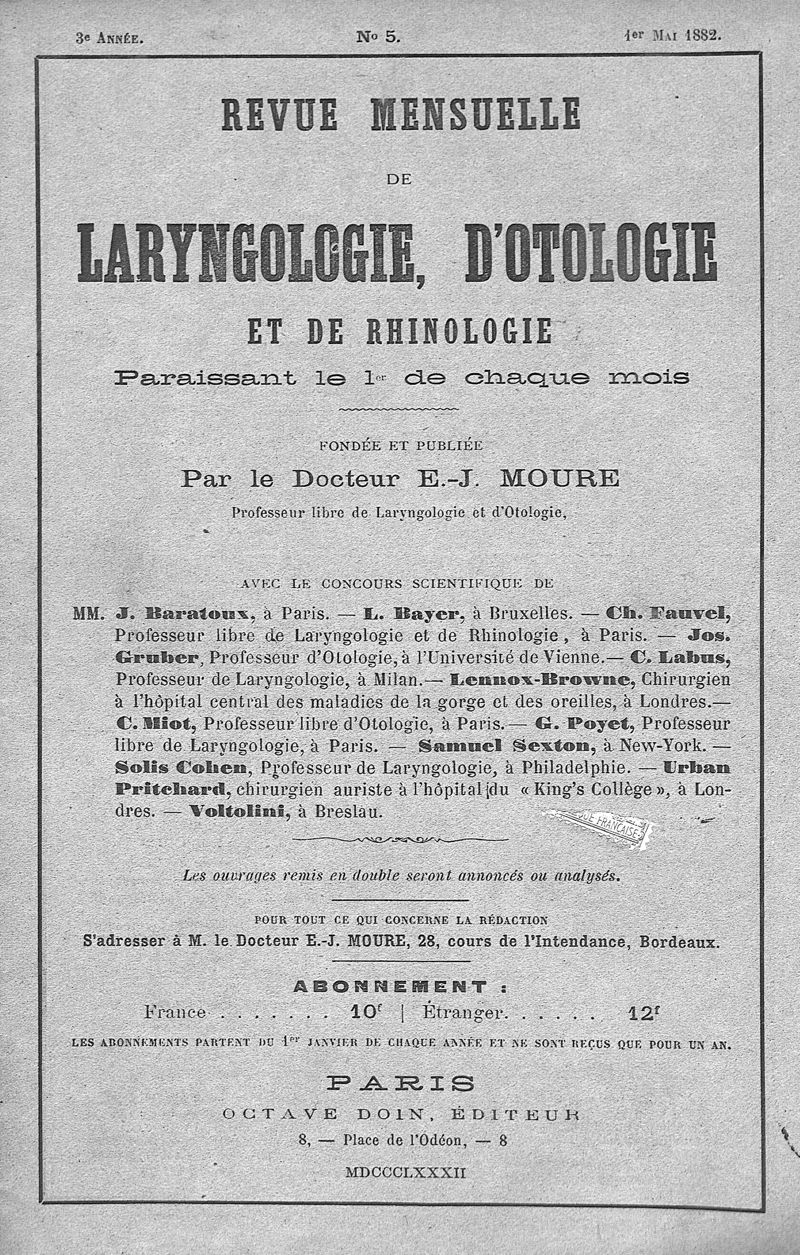 3e ANNÉE. No 5. 1er MAI 1882.
REVUE MENSUELLE
DE
LARYNGOLOGIE, D'OTOLOGIE
ET DE RHINOLOGIE
Paraissant le 1er de chaque mois
FONDÉE ET PUBLIÉE
Par le Docteur E.-J. MOURE
Professeur libre de Laryngologie et d'Otologie,
AVEC LE CONCOURS SCIENTIFIQUE DE
MM. J. Baratoux, à Paris. — L. Bayer, à Bruxelles. — Ch. Fauvel,
Professeur libre de Laryngologie et de Rhinologie, à Paris. — Jos.
Gruber, Professeur d'Otologie, à l'Université de Vienne. — C. Labus,
Professeur de Laryngologie, à Milan. — Lennox-Browne, Chirurgien
à l'hôpital central des maladies de la gorge et des oreilles, à Londres. —
C. Miot, Professeur libre d'Otologie, à Paris. — G. Poyet, Professeur
libre de Laryngologie, à Paris. — Samuel Sexton, à New-York. —
Solis Cohen, Professeur de Laryngologie, à Philadelphie. — Urban
Pritchard, chirurgien auriste à l'hôpital du « King's Collège », à Lon-
dres. — Voltolini, à Breslau.
DE FRANÇAISE
Les ouvrages remis en double seront annoncés ou analysés.
POUR TOUT CE QUI CONCERNE LA RÉDACTION
S'adresser à M. le Docteur E.-J. MOURE, 28, cours de l'Intendance, Bordeaux.
ABONNEMENT :
France . . . . . . . 10f | Étranger. . . . . . 12f
LES ABONNEMENTS PARTENT DU 1er JANVIER DE CHAQUE ANNÉE ET NE SONT REÇUS QUE POUR UN AN.
PARIS
OCTAVE DOIN, ÉDITEUR
8, — Place de l'Odéon, — 8
MDCCCLXXXII